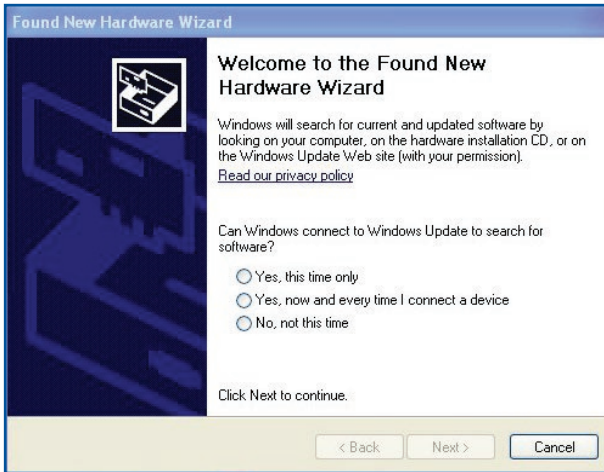 Found New Hardware Wizard
Welcome to the Found New
Hardware Wizard
Windows will search for current and updated software by
looking on your computer, on the hardware installation CD, or on
the Windows Update Web site (with your permission).
Read our privacy policy
Can Windows connect to Windows Update to search for
software?
Yes, this time only
Yes, now and every time I connect a device
No, not this time
Click Next to continue.
< Back
Next >
Cancel